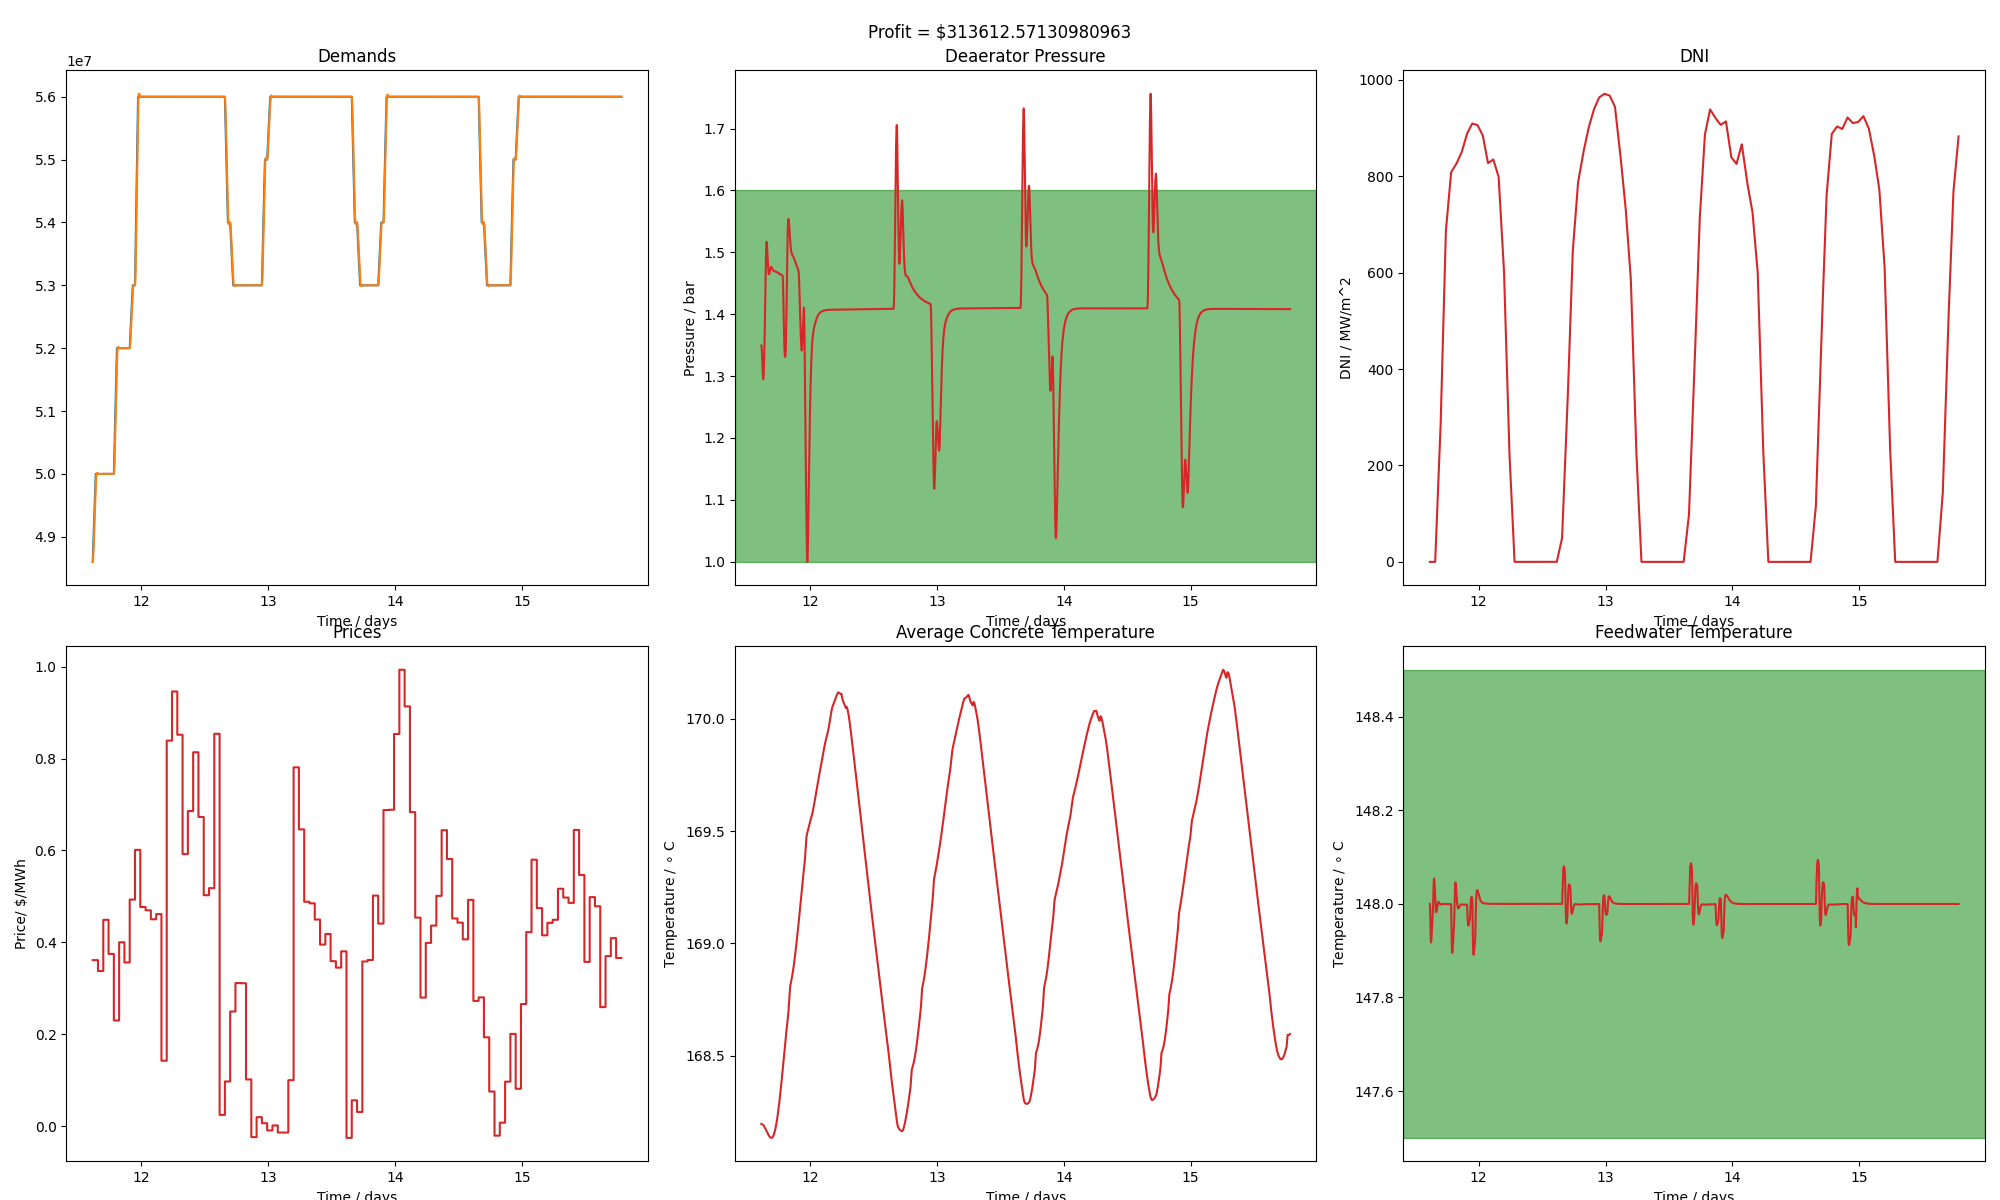 Profit = $313612.57130980963
Demands
1e7
5.6
5.5
5.4
5.3
5.2
5.1
5.0
4.9
12 13 14 15
Time / days
Deaerator Pressure
Pressure / bar
1.7
1.6
1.5
1.4
1.3
1.2
1.1
1.0
12 13 14 15
Time / days
DNI
DNI / MW/m^2
1000
800
600
400
200
0
12 13 14 15
Time / days
Prices
Price/ $/MWh
1.0
0.8
0.6
0.4
0.2
0.0
12 13 14 15
Time / days
Average Concrete Temperature
Temperature / ∘ C
170.0
169.5
169.0
168.5
12 13 14 15
Time / days
Feedwater Temperature
Temperature / ∘ C
148.4
148.2
148.0
147.8
147.6
12 13 14 15
Time / days